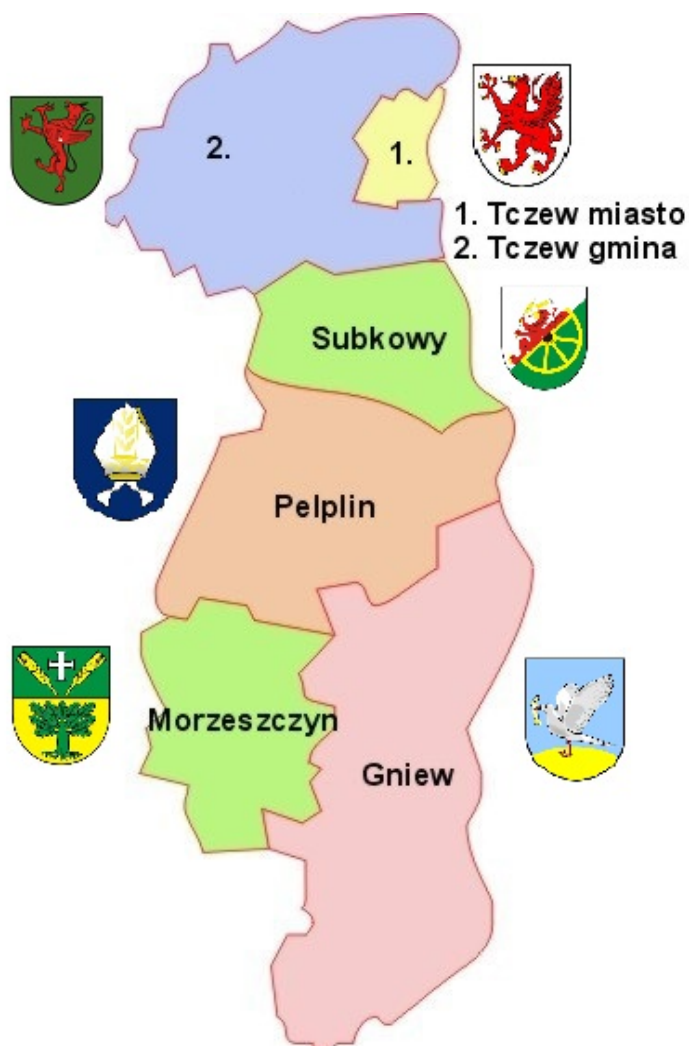 2.
1.
1. Tczew miasto
2. Tczew gmina
Subkowy
Pelplin
Morzeszczyn
Gniew